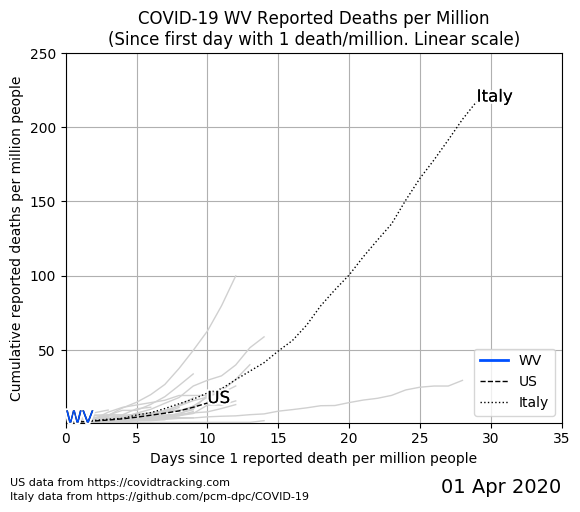 COVID-19 WV Reported Deaths per Million
(Since first day with 1 death/million. Linear scale)
Cumulative reported deaths per million people
250
200
150
100
50
Italy
US
WV
WV
US
Italy
0
5
10
15
20
25
30
35
Days since 1 reported death per million people
US data from https://covidtracking.com
Italy data from https://github.com/pcm-dpc/COVID-19
01 Apr 2020